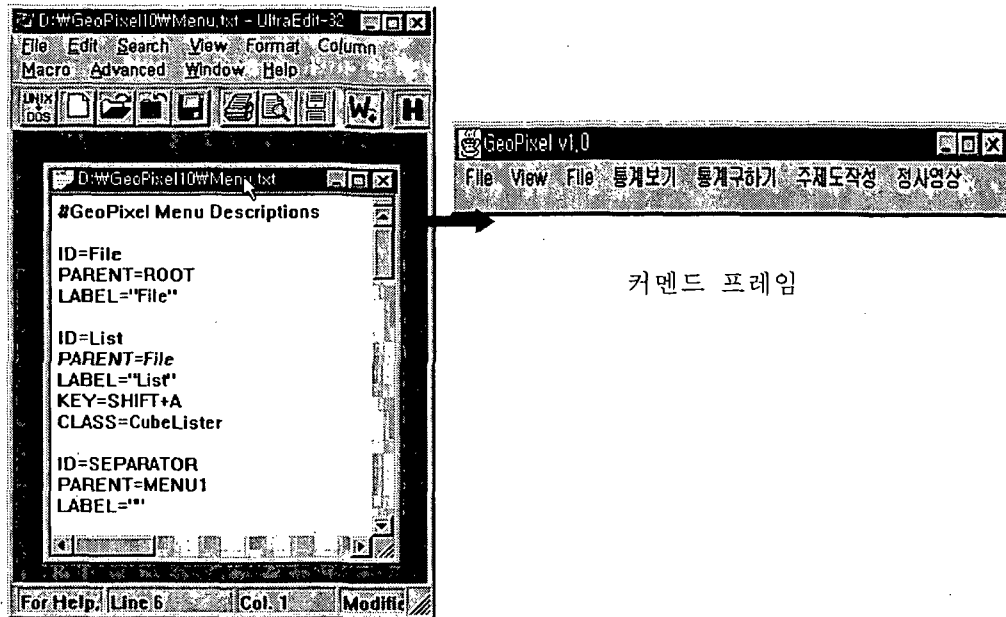 D:₩GeoPixel10₩Menu.txt - UltraEdit-32
File Edit Search View Format Column
Macro Advanced Window Help
UNIX
DOS
W
H
D:₩GeoPixel10₩Menu.txt
#GeoPixel Menu Descriptions
ID=File
PARENT=ROOT
LABEL="File"
ID=List
PARENT=File
LABEL="List"
KEY=SHIFT+A
CLASS=CubeLister
ID=SEPARATOR
PARENT=MENU1
LABEL=""
For Help, Line 6 Col. 1 Modific
GeoPixel v1.0
File View File 통계보기 통계구하기 주제도작성 정사영상
커멘드 프레임